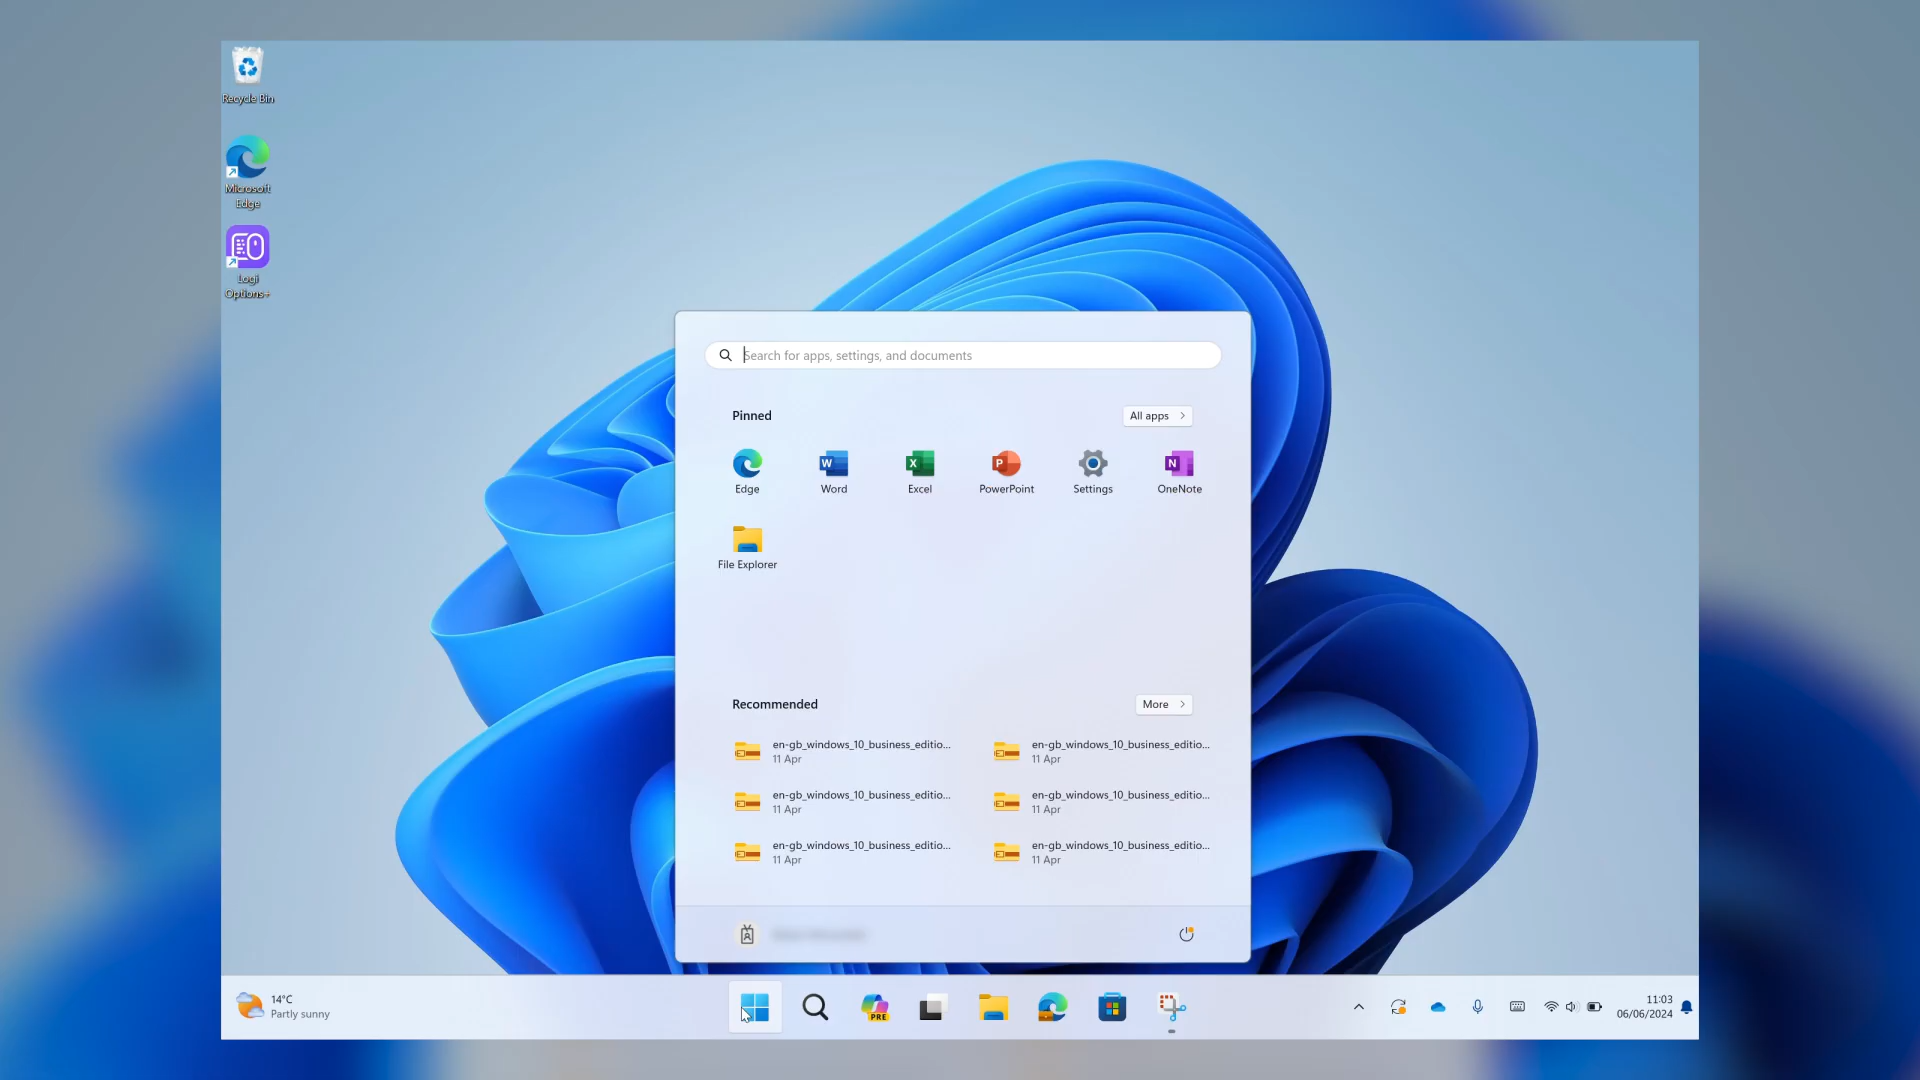 Recycle Bin
Microsoft
Edge
Logi
Options+
Search for apps, settings, and documents
Pinned
All apps
Edge
Word
Excel
PowerPoint
Settings
OneNote
File Explorer
Recommended
More
en-gb_windows_10_business_editio...
11 Apr
en-gb_windows_10_business_editio...
11 Apr
en-gb_windows_10_business_editio...
11 Apr
en-gb_windows_10_business_editio...
11 Apr
en-gb_windows_10_business_editio...
11 Apr
en-gb_windows_10_business_editio...
11 Apr
14°C
Partly sunny
PRE
11:03
06/06/2024